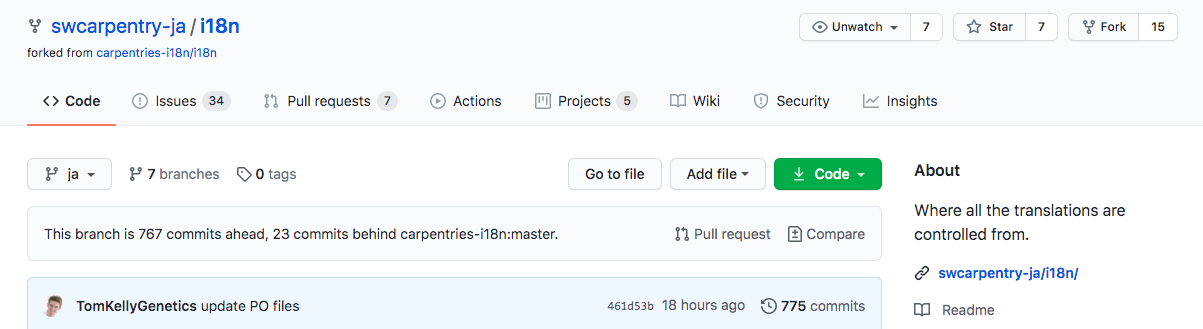 swcarpentry-ja / i18n Unwatch 7 Star 7 Fork 15
forked from carpentries-i18n/i18n
Code Issues 34 Pull requests 7 Actions Projects 5 Wiki Security Insights
ja 7 branches 0 tags Go to file Add file Code
About
Where all the translations are
controlled from.
This branch is 767 commits ahead, 23 commits behind carpentries-i18n:master. Pull request Compare
swcarpentry-ja/i18n/
TomKellyGenetics update PO files 461d53b 18 hours ago 775 commits
Readme